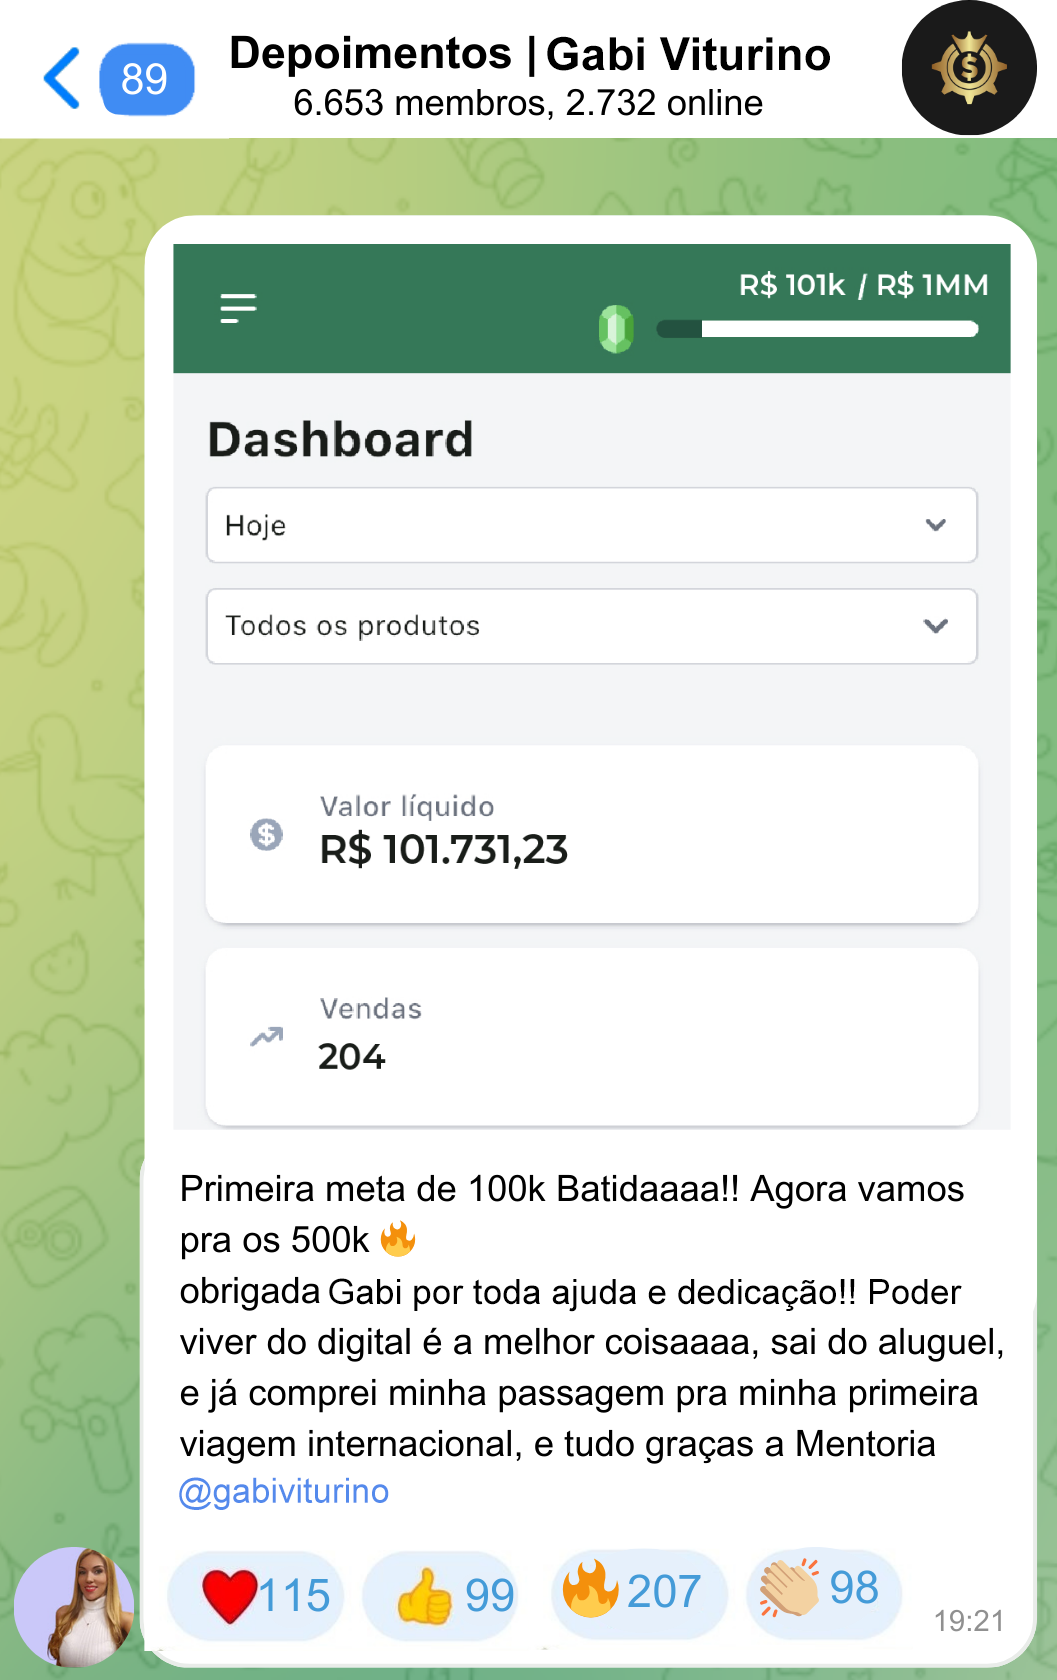 89
Depoimentos | Gabi Viturino
6.653 membros, 2.732 online
$
R$ 101k / R$ 1MM
Dashboard
Hoje
Todos os produtos
Valor líquido
$
R$ 101.731,23
Vendas
204
Primeira meta de 100k Batidaaaa!! Agora vamos
pra os 500k 🔥
obrigada Gabi por toda ajuda e dedicação!! Poder
viver do digital é a melhor coisaaaa, sai do aluguel,
e já comprei minha passagem pra minha primeira
viagem internacional, e tudo graças a Mentoria
@gabiviturino
❤️115 👍 99 🔥 207 👏 98
19:21